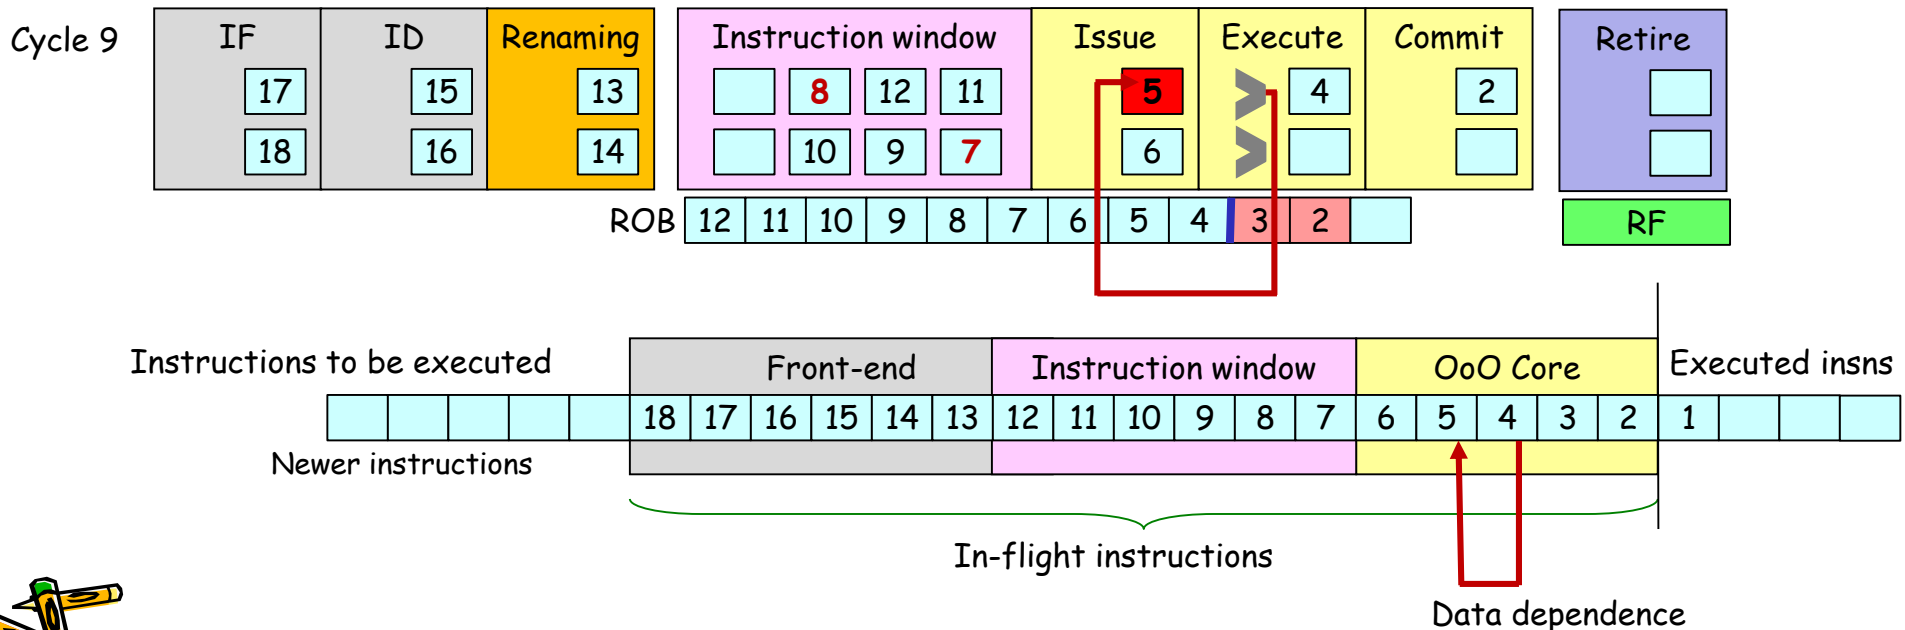 Cycle 9
IF ID Renaming Instruction window Issue Execute Commit Retire
17 15 13 8 12 11 5 4 2
18 16 14 10 9 7 6
ROB 12 11 10 9 8 7 6 5 4 3 2 RF
Instructions to be executed Front-end Instruction window OoO Core Executed insns
18 17 16 15 14 13 12 11 10 9 8 7 6 5 4 3 2 1
Newer instructions
In-flight instructions
Data dependence